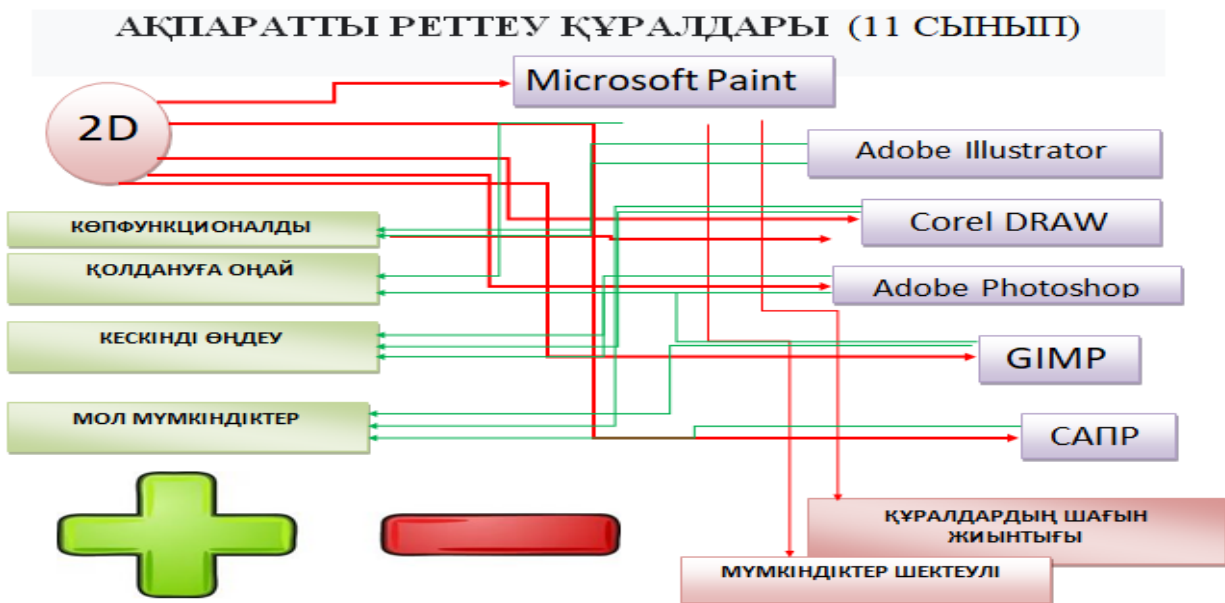 АҚПАРАТТЫ РЕТТЕУ ҚҰРАЛДАРЫ (11 СЫНЫП)
Microsoft Paint
2D
Adobe Illustrator
КӨПФУНКЦИОНАЛДЫ
Corel DRAW
ҚОЛДАНУҒА ОҢАЙ
Adobe Photoshop
КЕСКІНДІ ӨҢДЕУ
GIMP
МОЛ МҮМКІНДІКТЕР
САПР
ҚҰРАЛДАРДЫҢ ШАҒЫН
ЖИЫНТЫҒЫ
МҮМКІНДІКТЕР ШЕКТЕУЛІ